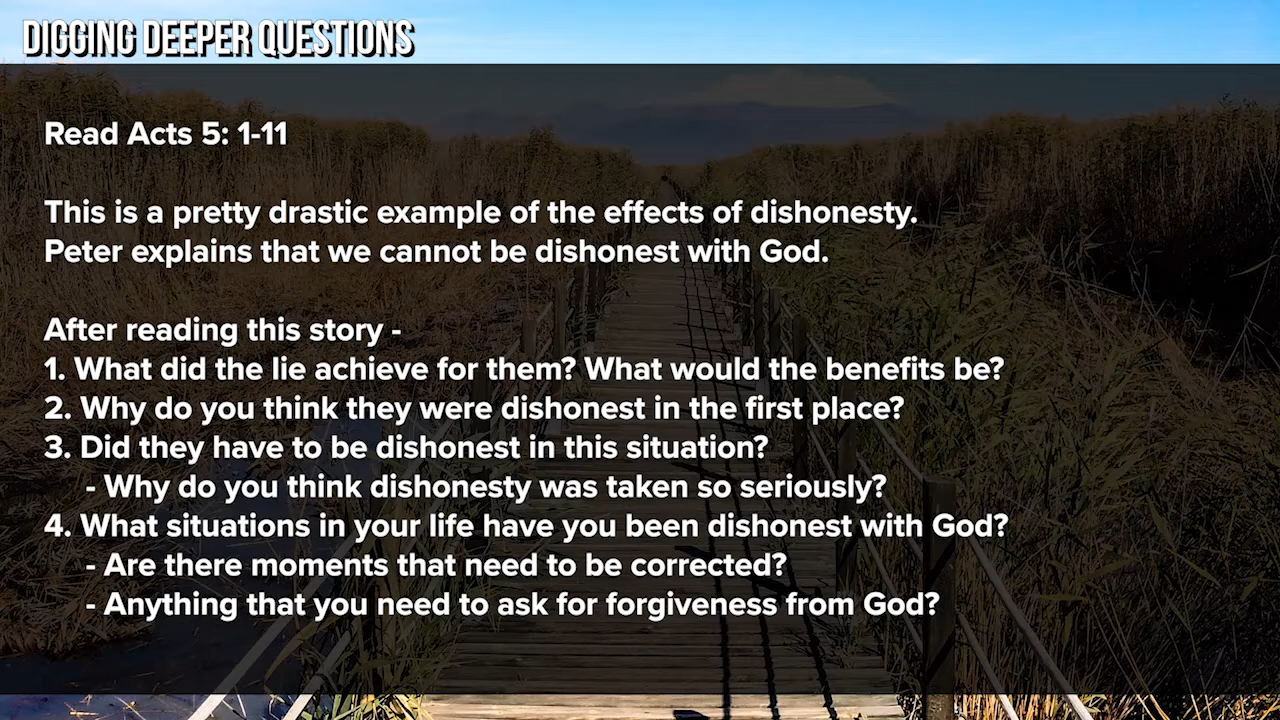 DIGGING DEEPER QUESTIONS
Read Acts 5: 1-11
This is a pretty drastic example of the effects of dishonesty.
Peter explains that we cannot be dishonest with God.
After reading this story -
1. What did the lie achieve for them? What would the benefits be?
2. Why do you think they were dishonest in the first place?
3. Did they have to be dishonest in this situation?
- Why do you think dishonesty was taken so seriously?
4. What situations in your life have you been dishonest with God?
- Are there moments that need to be corrected?
- Anything that you need to ask for forgiveness from God?